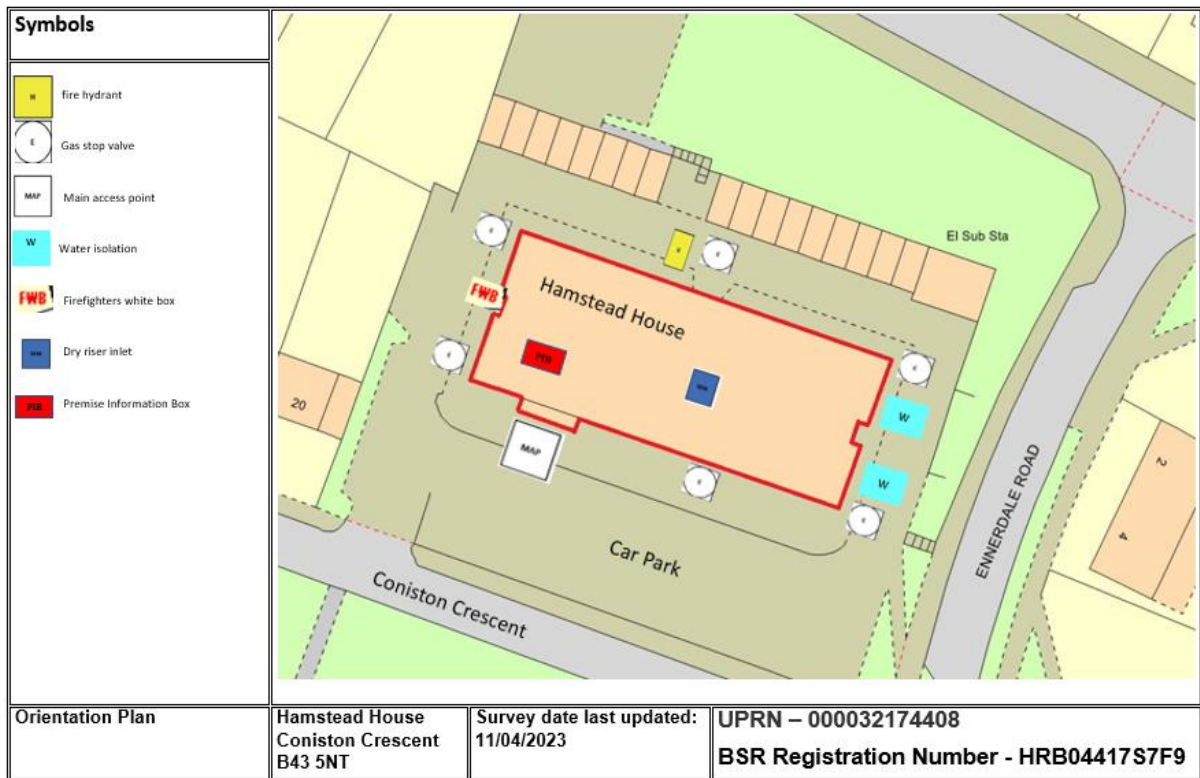 Symbols
H
fire hydrant
E
Gas stop valve
MAP
Main access point
W
Water isolation
FWB
Firefighters white box
Dry riser inlet
PIB
Premise Information Box
El Sub Sta
E
H
E
Hamstead House
FWB
E
E
PIB
W
20
MAP
W
E
E
2
4
ENNERDALE ROAD
Car Park
Coniston Crescent
Orientation Plan
Hamstead House
Coniston Crescent
B43 5NT
Survey date last updated:
11/04/2023
UPRN – 000032174408
BSR Registration Number - HRB04417S7F9